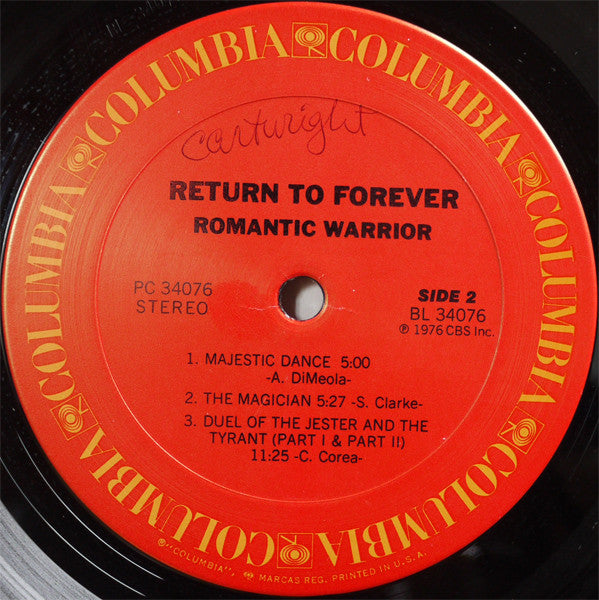 COLUMBIA COLUMBIA COLUMBIA COLUMBIA COLUMBIA COLUMBIA
cartwright
RETURN TO FOREVER
ROMANTIC WARRIOR
PC 34076
STEREO
SIDE 2
BL 34076
℗ 1976 CBS Inc.
1. MAJESTIC DANCE 5:00
-A. DiMeola-
2. THE MAGICIAN 5:27 -S. Clarke-
3. DUEL OF THE JESTER AND THE
TYRANT (PART I & PART II)
11:25 -C. Corea-
®"COLUMBIA", MARCAS REG. PRINTED IN U.S.A.